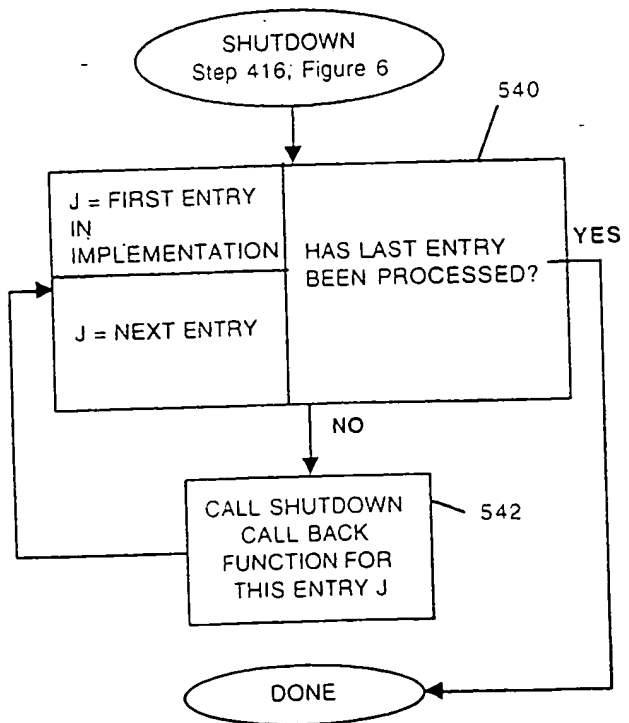 SHUTDOWN
Step 416, Figure 6
540
J = FIRST ENTRY
IN
IMPLEMENTATION
HAS LAST ENTRY
BEEN PROCESSED?
YES
J = NEXT ENTRY
NO
CALL SHUTDOWN
CALL BACK
FUNCTION FOR
THIS ENTRY J
542
DONE